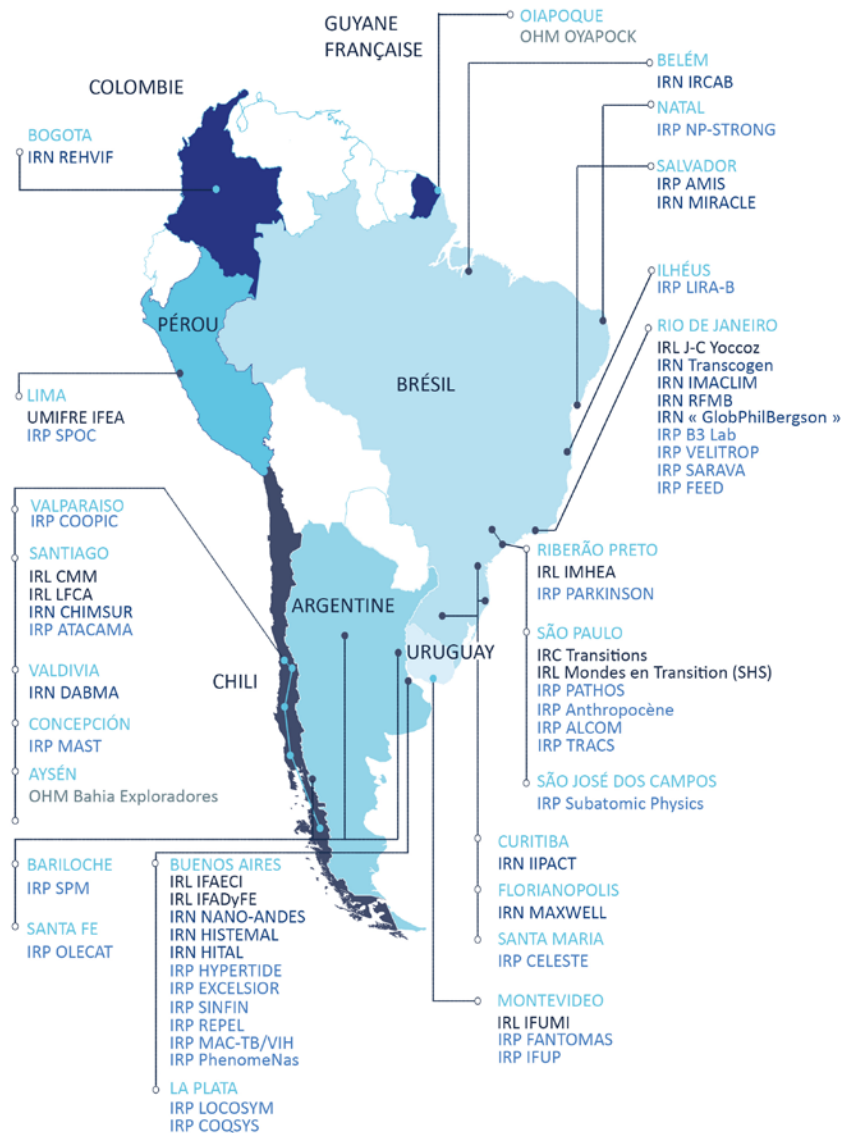 GUYANE
FRANÇAISE
COLOMBIE
PÉROU
BRÉSIL
ARGENTINE
URUGUAY
CHILI
BOGOTA
IRN REHVIF
LIMA
UMIFRE IFEA
IRP SPOC
VALPARAISO
IRP COOPIC
SANTIAGO
IRL CMM
IRL LFCA
IRN CHIMSUR
IRP ATACAMA
VALDIVIA
IRN DABMA
CONCEPCIÓN
IRP MAST
AYSÉN
OHM Bahia Exploradores
BARILOCHE
IRP SPM
SANTA FE
IRP OLECAT
BUENOS AIRES
IRL IFAECI
IRL IFADyFE
IRN NANO-ANDES
IRN HISTEMAL
IRN HITAL
IRP HYPERTIDE
IRP EXCELSIOR
IRP SINFIN
IRP REPEL
IRP MAC-TB/VIH
IRP PhenomeNas
LA PLATA
IRP LOCOSYM
IRP COQSYS
OIAPOQUE
OHM OYAPOCK
BELÉM
IRN IRCAB
NATAL
IRP NP-STRONG
SALVADOR
IRP AMIS
IRN MIRACLE
ILHÉUS
IRP LIRA-B
RIO DE JANEIRO
IRL J-C Yoccoz
IRN Transcogen
IRN IMACLIM
IRN RFMB
IRN « GlobPhilBergson »
IRP B3 Lab
IRP VELITROP
IRP SARAVA
IRP FEED
RIBERÃO PRETO
IRL IMHEA
IRP PARKINSON
SÃO PAULO
IRC Transitions
IRL Mondes en Transition (SHS)
IRP PATHOS
IRP Anthropocène
IRP ALCOM
IRP TRACS
SÃO JOSÉ DOS CAMPOS
IRP Subatomic Physics
CURITIBA
IRN IIPACT
FLORIANOPOLIS
IRN MAXWELL
SANTA MARIA
IRP CELESTE
MONTEVIDEO
IRL IFUMI
IRP FANTOMAS
IRP IFUP